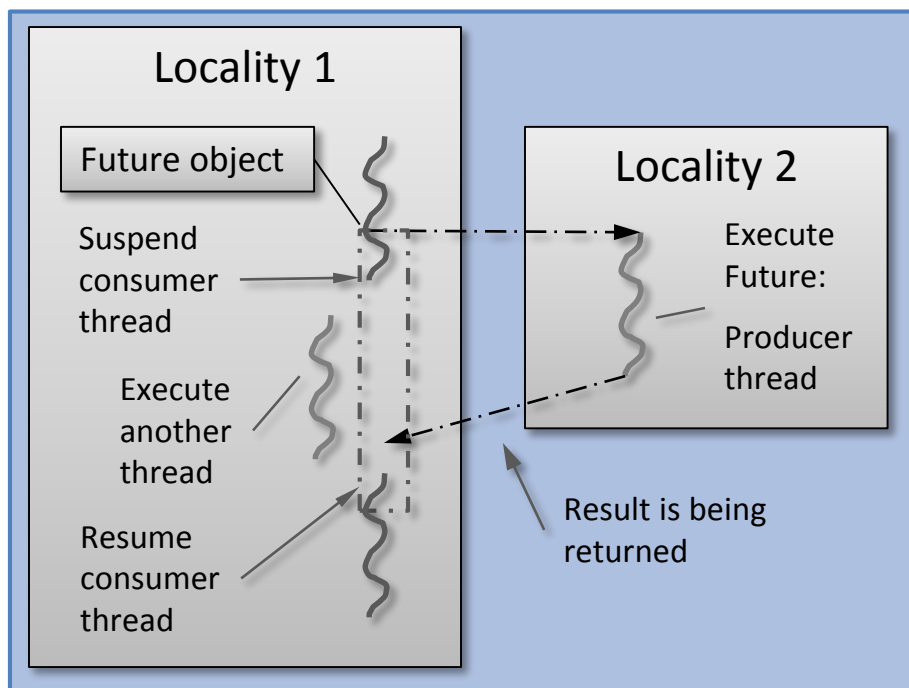 Locality 1
Future object
Suspend
consumer
thread
Execute
another
thread
Resume
consumer
thread
Locality 2
Execute
Future:
Producer
thread
Result is being
returned